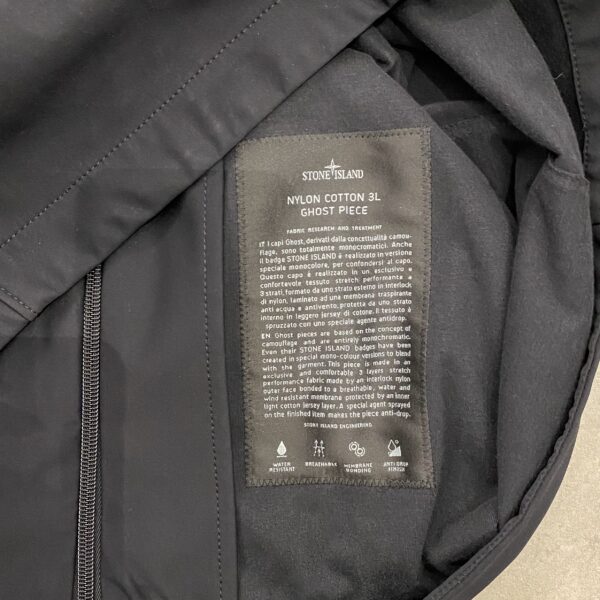 STONE ISLAND
NYLON COTTON 3L
GHOST PIECE
FABRIC RESEARCH AND TREATMENT
IT I capi Ghost, derivati dalla concettualità camou-
flage, sono totalmente monocromatici. Anche
il badge STONE ISLAND è realizzato in versione
speciale monocolore, per confondersi al capo.
Questo capo è realizzato in un esclusivo e
confortevole tessuto stretch performante a
3 strati, formato da uno strato esterno in interlock
di nylon, laminato ad una membrana traspirante
anti acqua e antivento, protetta da uno strato
interno in leggero jersey di cotone. Il tessuto è
spruzzato con uno speciale agente antidrop.
EN Ghost pieces are based on the concept of
camouflage and are entirely monochromatic.
Even their STONE ISLAND badges have been
created in special mono-colour versions to blend
with the garment. This piece is made in an
exclusive and comfortable 3 layers stretch
performance fabric made by an interlock nylon
outer face bonded to a breathable, water and
wind resistant membrane protected by an inner
light cotton jersey layer. A special agent sprayed
on the finished item makes the piece anti-drop.
STONE ISLAND ENGINEERING
WATER RESISTANT
BREATHABLE
MEMBRANE BONDING
ANTI DROP FINISH